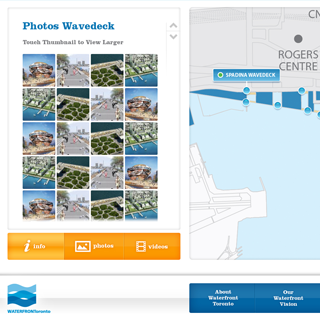 Photos Wavedeck
Touch Thumbnail to View Larger
CN
ROGERS
CENTRE
SPADINA WAVEDECK
i info
photos
videos
WATERFRONToronto
About
Waterfront
Toronto
Our
Waterfront
Vision